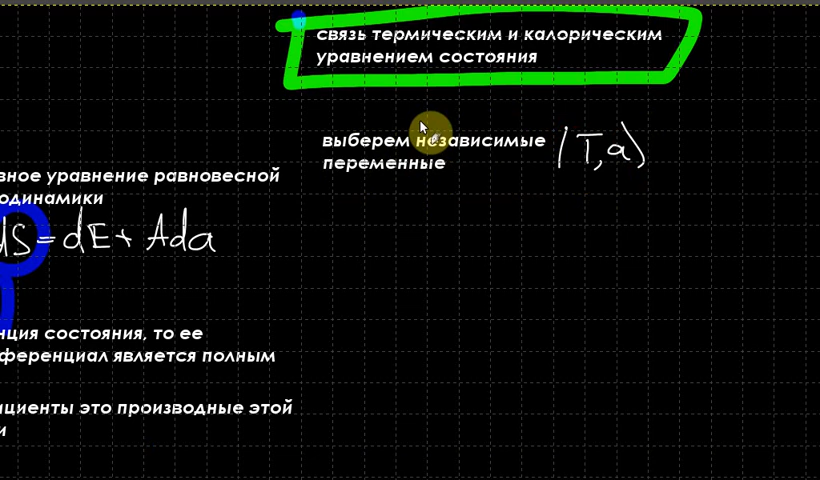 связь термическим и калорическим
уравнением состояния
выберем независимые
переменные
(T,a)
вное уравнение равновесной
одинамики
dS = dE + Ada
нция состояния, то ее
ференциал является полным
ициенты это производные этой
и